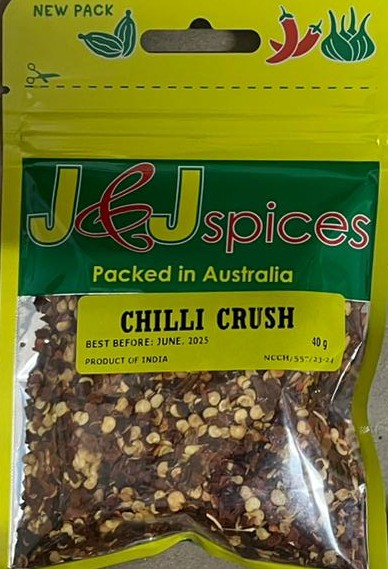 NEW PACK
J&J spices
Packed in Australia
CHILLI CRUSH
BEST BEFORE: JUNE. 2025
40 g
PRODUCT OF INDIA